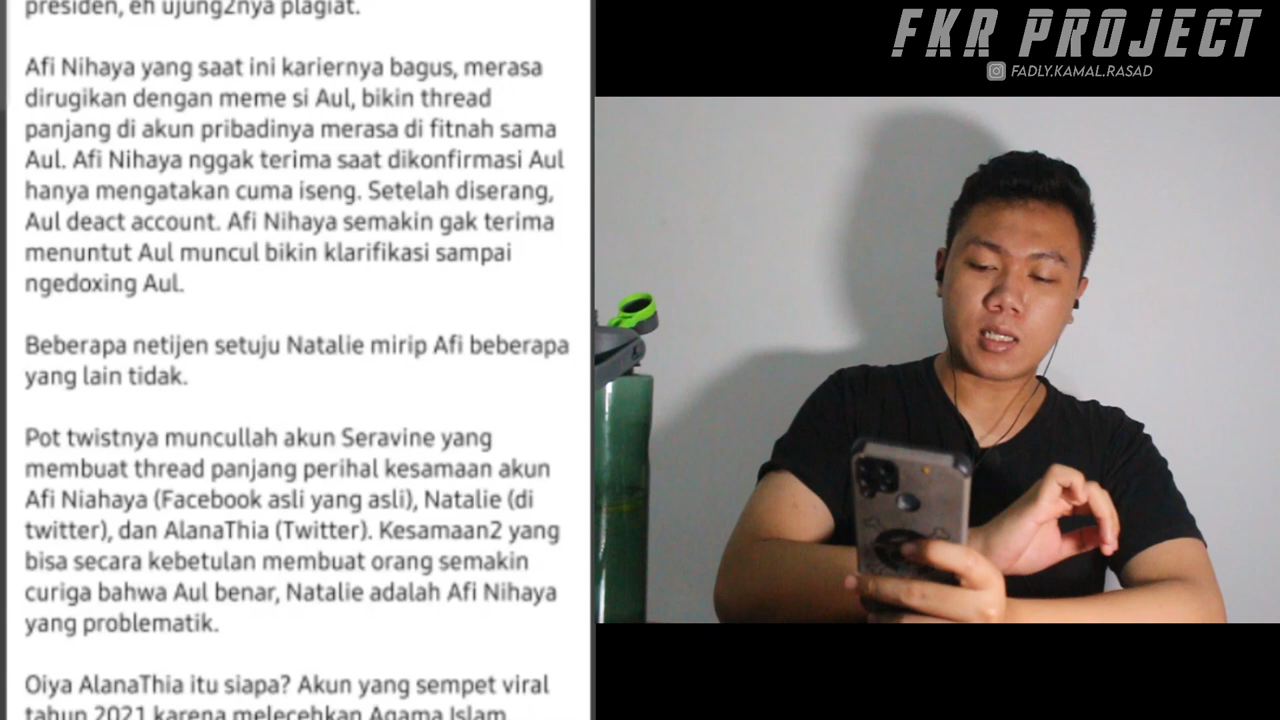 presiden, eh ujung2nya plagiat.
Afi Nihaya yang saat ini kariernya bagus, merasa
dirugikan dengan meme si Aul, bikin thread
panjang di akun pribadinya merasa di fitnah sama
Aul. Afi Nihaya nggak terima saat dikonfirmasi Aul
hanya mengatakan cuma iseng. Setelah diserang,
Aul deact account. Afi Nihaya semakin gak terima
menuntut Aul muncul bikin klarifikasi sampai
ngedoxing Aul.
Beberapa netijen setuju Natalie mirip Afi beberapa
yang lain tidak.
Pot twistnya muncullah akun Seravine yang
membuat thread panjang perihal kesamaan akun
Afi Niahaya (Facebook asli yang asli), Natalie (di
twitter), dan AlanaThia (Twitter). Kesamaan2 yang
bisa secara kebetulan membuat orang semakin
curiga bahwa Aul benar, Natalie adalah Afi Nihaya
yang problematik.
Oiya AlanaThia itu siapa? Akun yang sempet viral
tahun 2021 karena melecehkan Agama Islam
FKR PROJECT
FADLY.KAMAL.RASAD